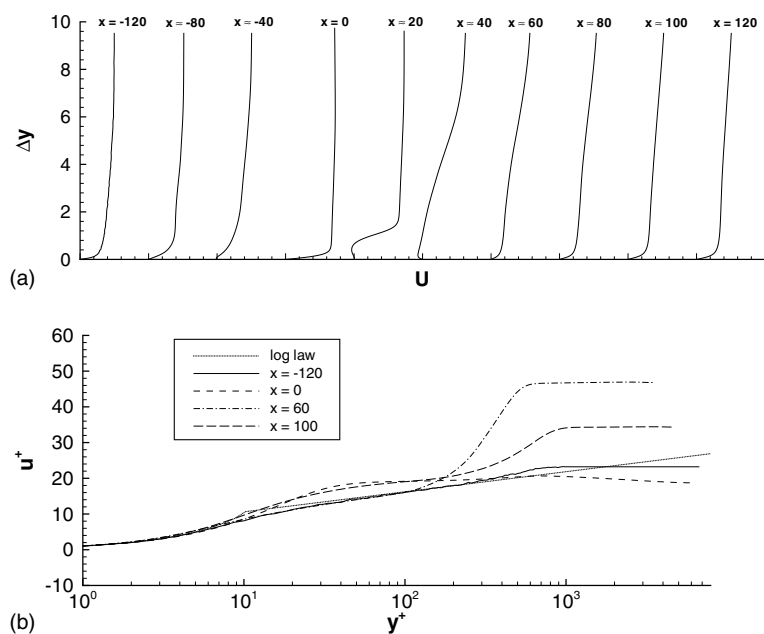 x = -120 x = -80 x = -40 x = 0 x = 20 x = 40 x = 60 x = 80 x = 100 x = 120
10
8
6
4
2
0
Δy
U
(a)
60
50
40
30
20
10
0
-10
u⁺
log law
x = -120
x = 0
x = 60
x = 100
10⁰ 10¹ 10² 10³
y⁺
(b)